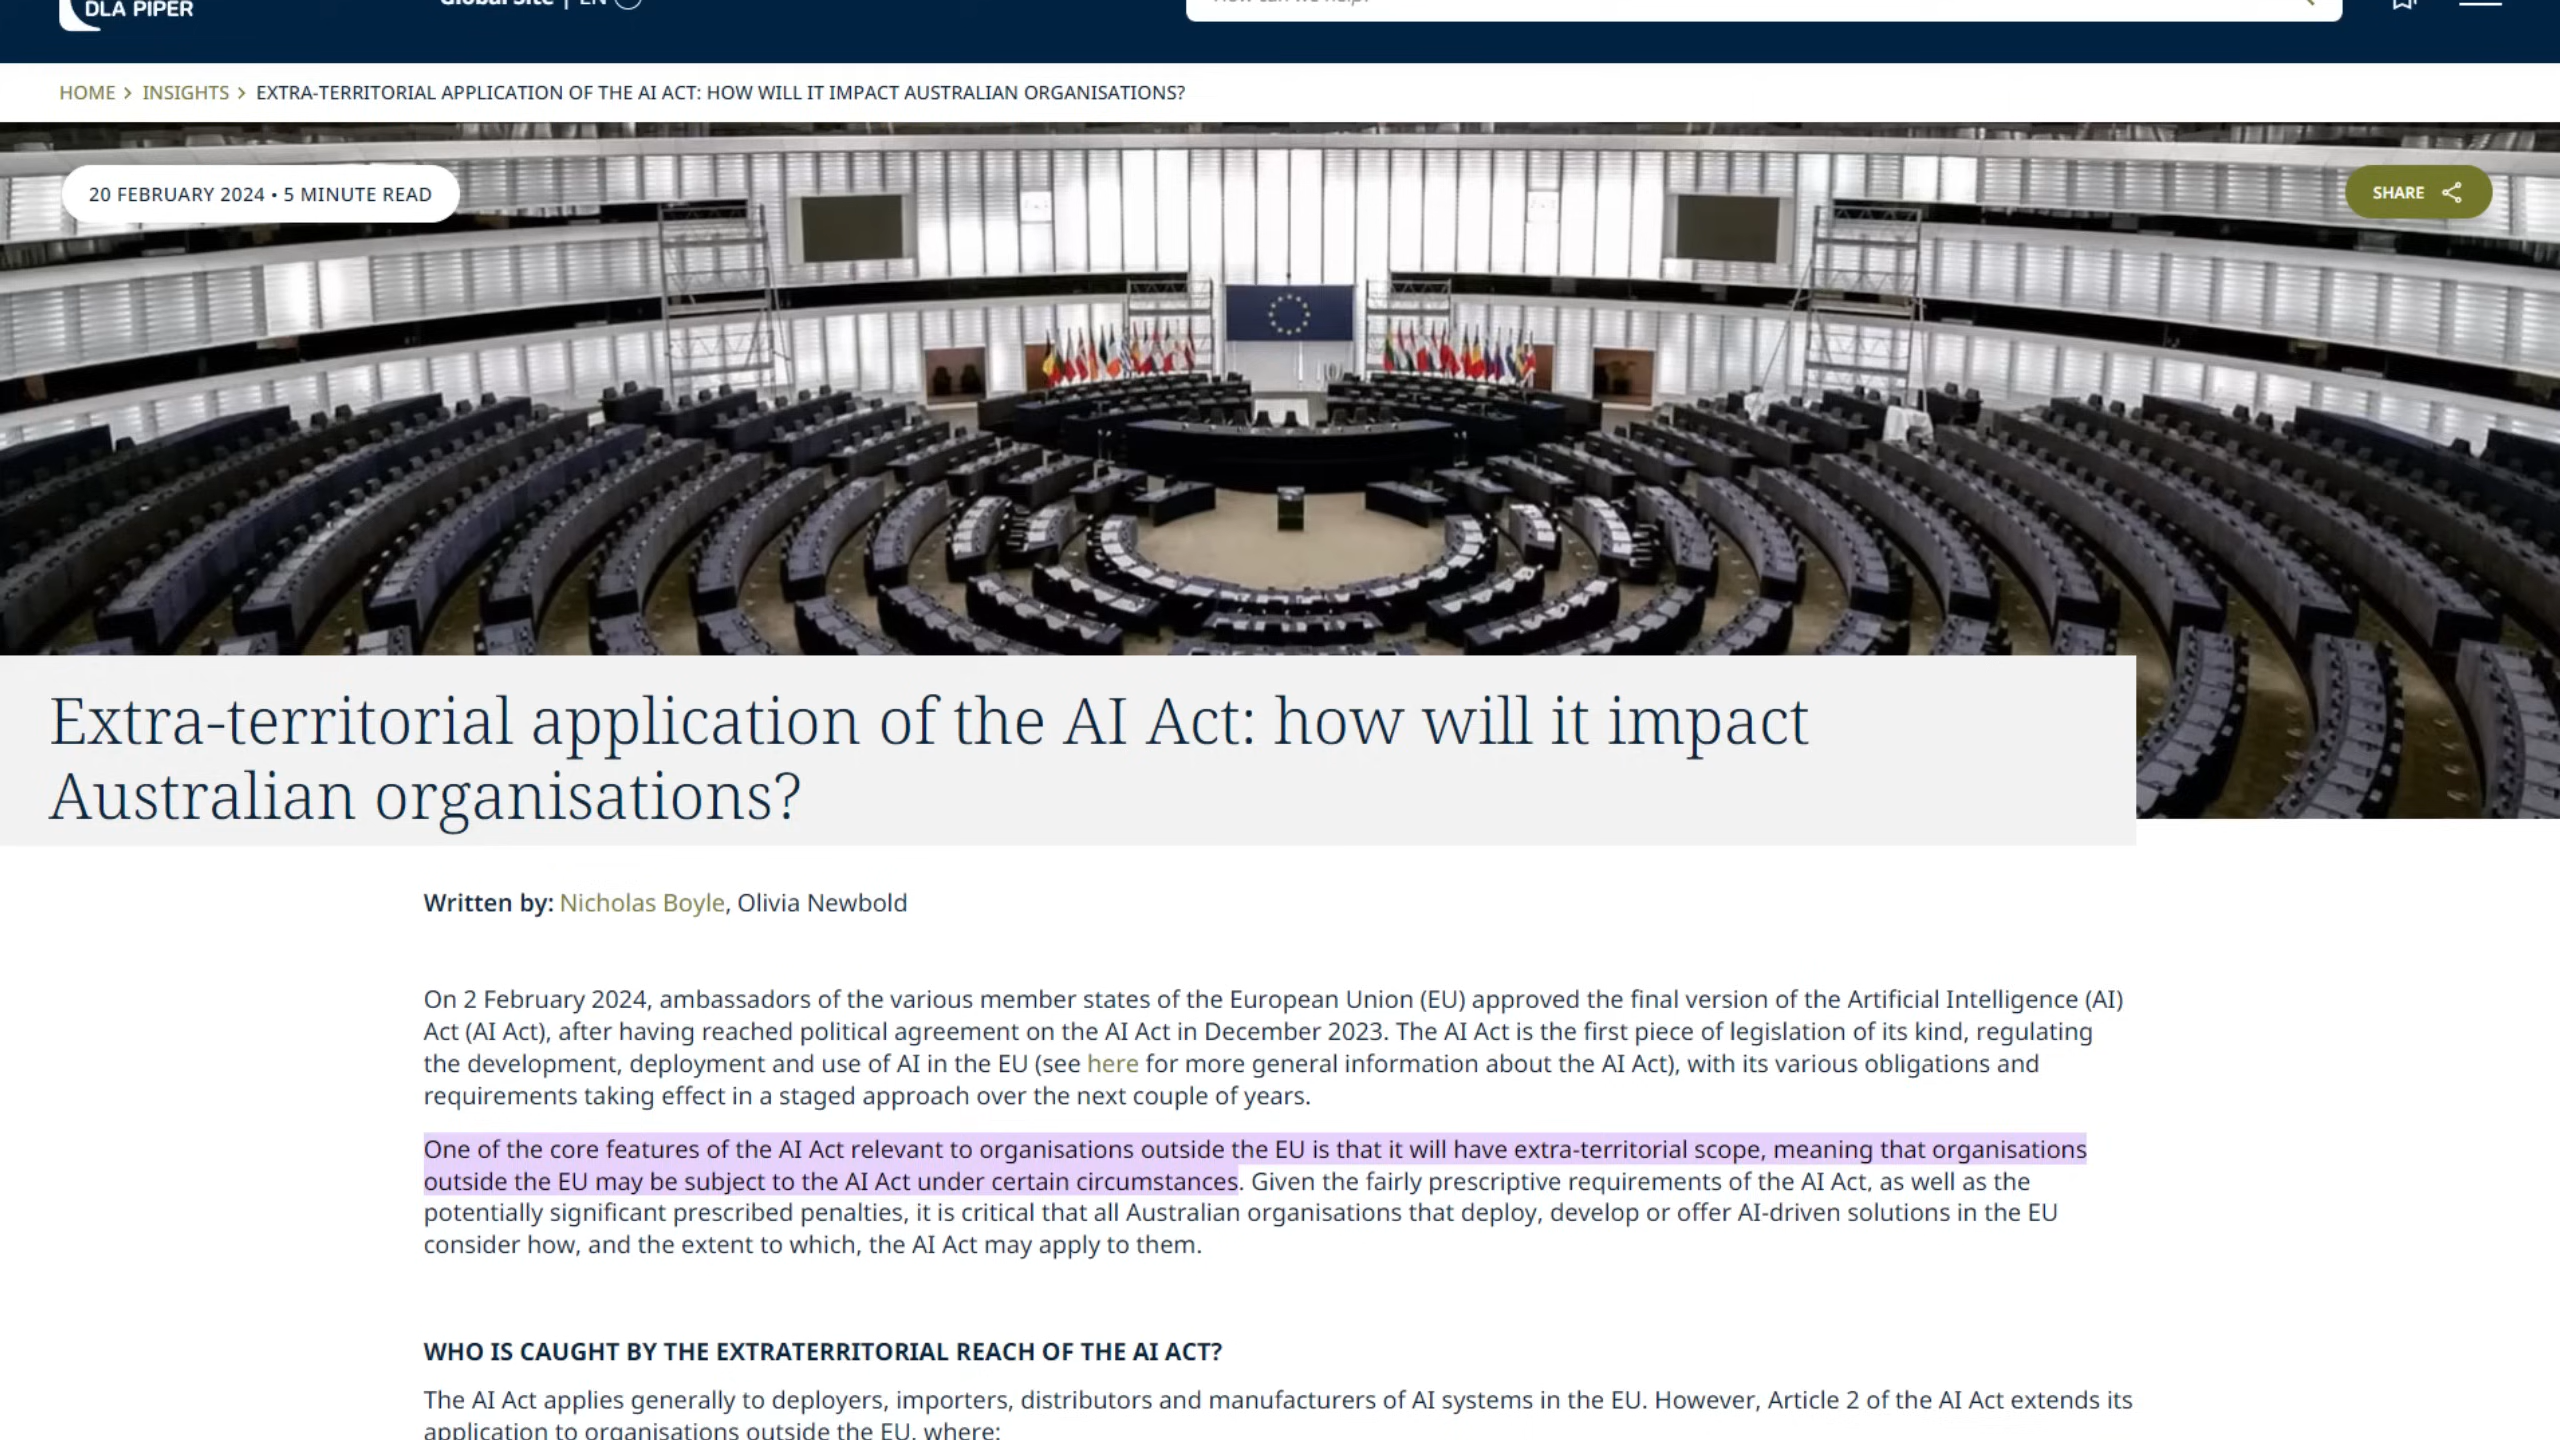 DLA PIPER
Global Site | EN
How can we help?
HOME > INSIGHTS > EXTRA-TERRITORIAL APPLICATION OF THE AI ACT: HOW WILL IT IMPACT AUSTRALIAN ORGANISATIONS?
20 FEBRUARY 2024 • 5 MINUTE READ
SHARE
Extra-territorial application of the AI Act: how will it impact
Australian organisations?
Written by: Nicholas Boyle, Olivia Newbold
On 2 February 2024, ambassadors of the various member states of the European Union (EU) approved the final version of the Artificial Intelligence (AI)
Act (AI Act), after having reached political agreement on the AI Act in December 2023. The AI Act is the first piece of legislation of its kind, regulating
the development, deployment and use of AI in the EU (see here for more general information about the AI Act), with its various obligations and
requirements taking effect in a staged approach over the next couple of years.
One of the core features of the AI Act relevant to organisations outside the EU is that it will have extra-territorial scope, meaning that organisations
outside the EU may be subject to the AI Act under certain circumstances. Given the fairly prescriptive requirements of the AI Act, as well as the
potentially significant prescribed penalties, it is critical that all Australian organisations that deploy, develop or offer AI-driven solutions in the EU
consider how, and the extent to which, the AI Act may apply to them.
WHO IS CAUGHT BY THE EXTRATERRITORIAL REACH OF THE AI ACT?
The AI Act applies generally to deployers, importers, distributors and manufacturers of AI systems in the EU. However, Article 2 of the AI Act extends its
application to organisations outside the EU, where: